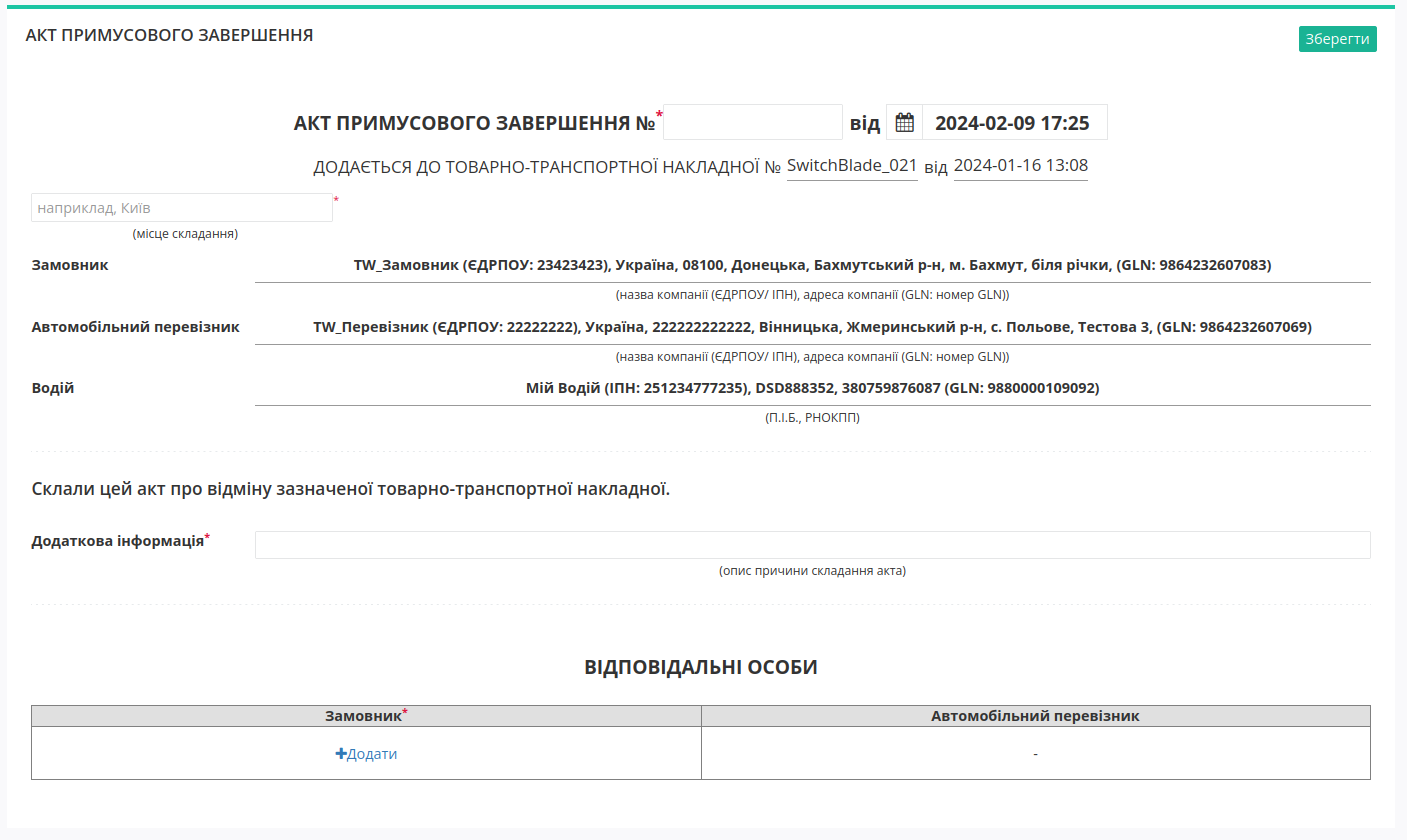 АКТ ПРИМУСОВОГО ЗАВЕРШЕННЯ
Зберегти
АКТ ПРИМУСОВОГО ЗАВЕРШЕННЯ №* від 2024-02-09 17:25
ДОДАЄТЬСЯ ДО ТОВАРНО-ТРАНСПОРТНОЇ НАКЛАДНОЇ № SwitchBlade_021 від 2024-01-16 13:08
наприклад, Київ *
(місце складання)
Замовник TW_Замовник (ЄДРПОУ: 23423423), Україна, 08100, Донецька, Бахмутський р-н, м. Бахмут, біля річки, (GLN: 9864232607083)
(назва компанії (ЄДРПОУ/ ІПН), адреса компанії (GLN: номер GLN))
Автомобільний перевізник TW_Перевізник (ЄДРПОУ: 22222222), Україна, 222222222222, Вінницька, Жмеринський р-н, с. Польове, Тестова 3, (GLN: 9864232607069)
(назва компанії (ЄДРПОУ/ ІПН), адреса компанії (GLN: номер GLN))
Водій Мій Водій (ІПН: 251234777235), DSD888352, 380759876087 (GLN: 9880000109092)
(П.І.Б., РНОКПП)
Склали цей акт про відміну зазначеної товарно-транспортної накладної.
Додаткова інформація*
(опис причини складання акта)
ВІДПОВІДАЛЬНІ ОСОБИ
Замовник* Автомобільний перевізник
+Додати -